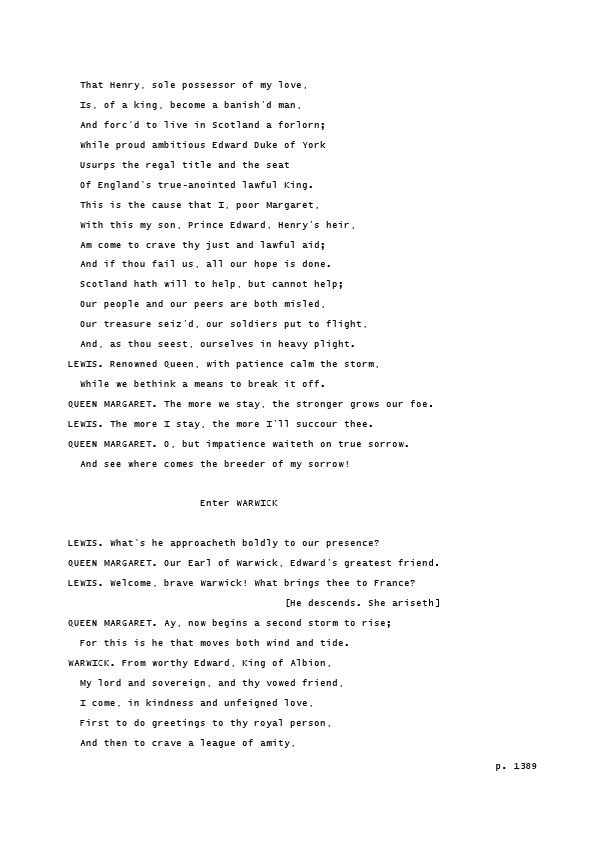 That Henry, sole possessor of my love,
Is, of a king, become a banish'd man,
And forc'd to live in Scotland a forlorn;
While proud ambitious Edward Duke of York
Usurps the regal title and the seat
Of England's true-anointed lawful King.
This is the cause that I, poor Margaret,
With this my son, Prince Edward, Henry's heir,
Am come to crave thy just and lawful aid;
And if thou fail us, all our hope is done.
Scotland hath will to help, but cannot help;
Our people and our peers are both misled,
Our treasure seiz'd, our soldiers put to flight,
And, as thou seest, ourselves in heavy plight.
LEWIS. Renowned Queen, with patience calm the storm,
While we bethink a means to break it off.
QUEEN MARGARET. The more we stay, the stronger grows our foe.
LEWIS. The more I stay, the more I'll succour thee.
QUEEN MARGARET. O, but impatience waiteth on true sorrow.
And see where comes the breeder of my sorrow!
Enter WARWICK
LEWIS. What's he approacheth boldly to our presence?
QUEEN MARGARET. Our Earl of Warwick, Edward's greatest friend.
LEWIS. Welcome, brave Warwick! What brings thee to France?
[He descends. She ariseth]
QUEEN MARGARET. Ay, now begins a second storm to rise;
For this is he that moves both wind and tide.
WARWICK. From worthy Edward, King of Albion,
My lord and sovereign, and thy vowed friend,
I come, in kindness and unfeigned love,
First to do greetings to thy royal person,
And then to crave a league of amity,
p. 1389